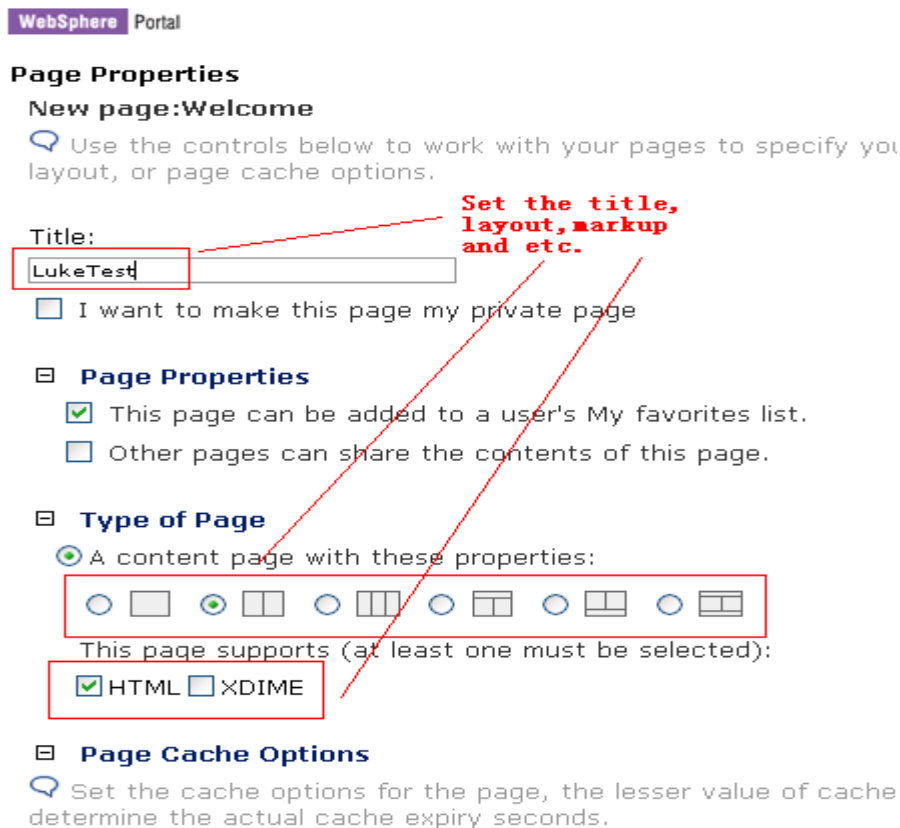 WebSphere Portal
Page Properties
New page:Welcome
Use the controls below to work with your pages to specify you
layout, or page cache options.
Set the title,
layout,markup
and etc.
Title:
LukeTest
I want to make this page my private page
Page Properties
This page can be added to a user's My favorites list.
Other pages can share the contents of this page.
Type of Page
A content page with these properties:
This page supports (at least one must be selected):
HTML XDIME
Page Cache Options
Set the cache options for the page, the lesser value of cache
determine the actual cache expiry seconds.